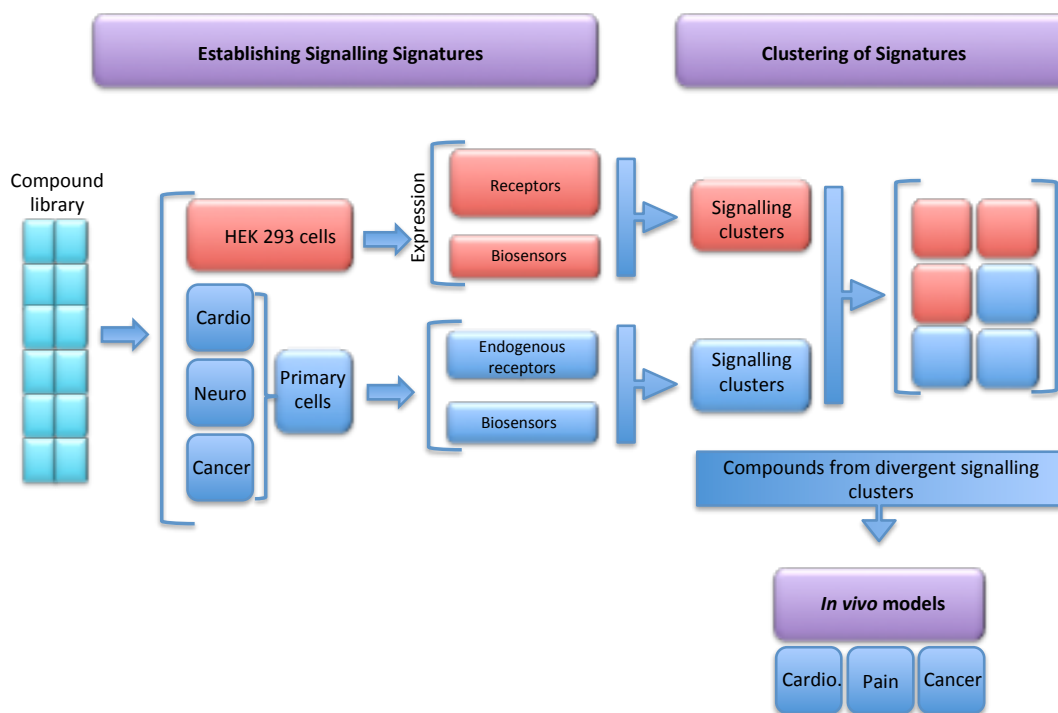 Establishing Signalling Signatures
Clustering of Signatures
Compound
library
HEK 293 cells
Expression
Receptors
Biosensors
Signalling
clusters
Cardio
Neuro
Cancer
Primary
cells
Endogenous
receptors
Biosensors
Signalling
clusters
Compounds from divergent signalling
clusters
In vivo models
Cardio.
Pain
Cancer